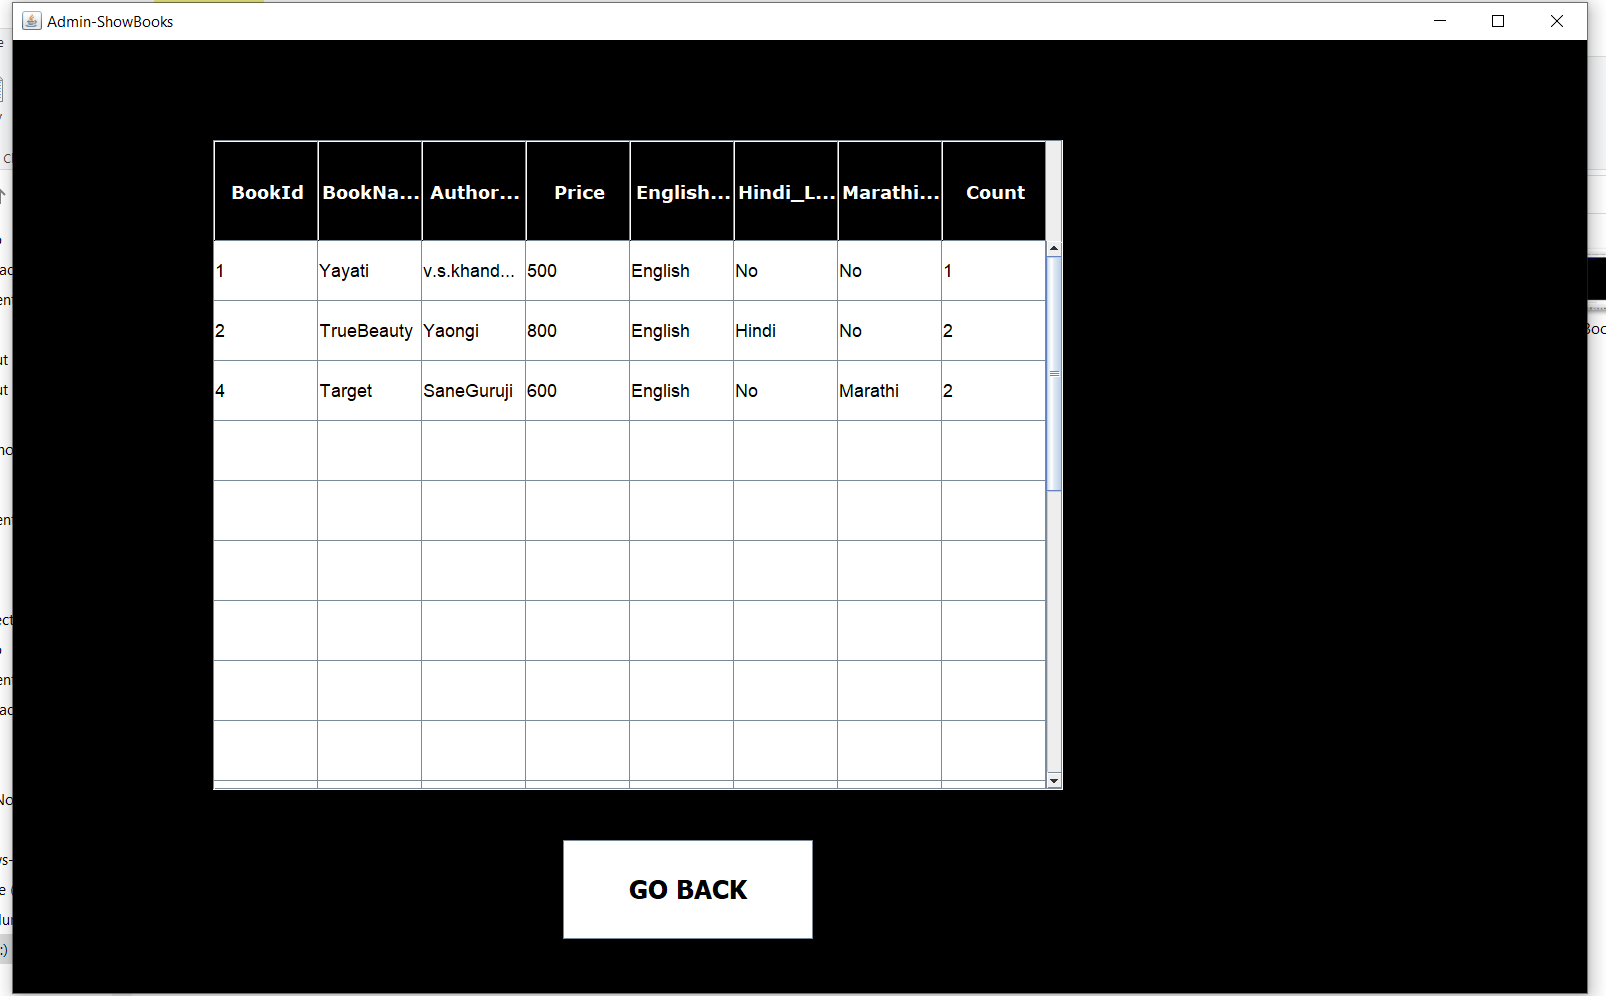 Admin-ShowBooks
BookId BookNa... Author... Price English... Hindi_L... Marathi... Count
1 Yayati v.s.khand... 500 English No No 1
2 TrueBeauty Yaongi 800 English Hindi No 2
4 Target SaneGuruji 600 English No Marathi 2
GO BACK